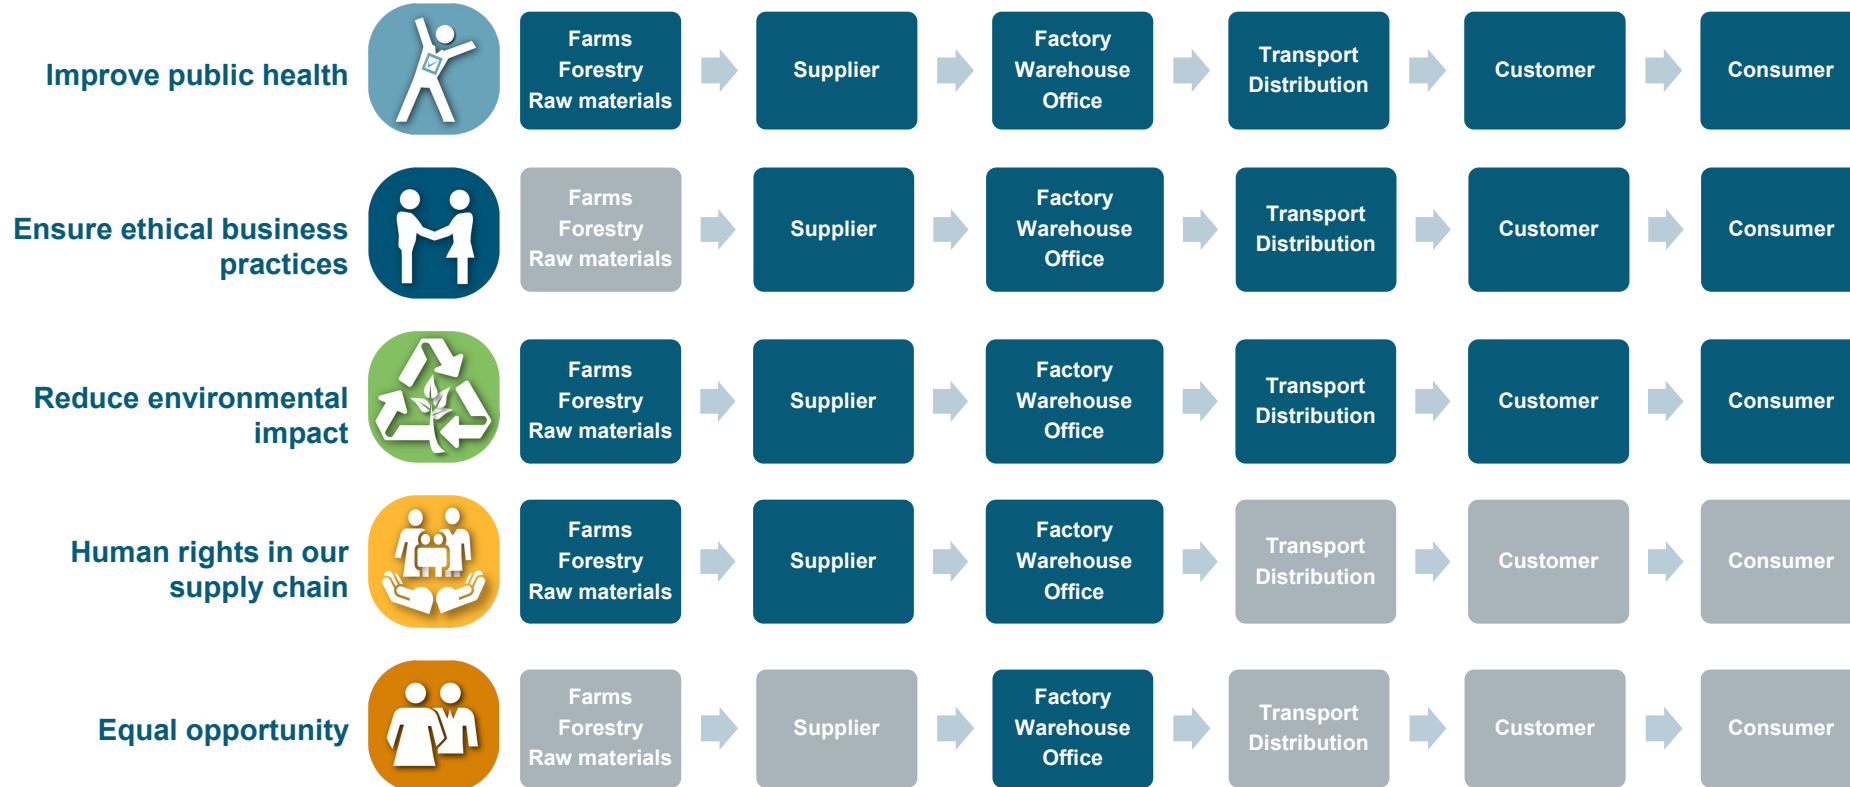 Improve public health
Farms
Forestry
Raw materials
Supplier
Factory
Warehouse
Office
Transport
Distribution
Customer
Consumer
Ensure ethical business
practices
Farms
Forestry
Raw materials
Supplier
Factory
Warehouse
Office
Transport
Distribution
Customer
Consumer
Reduce environmental
impact
Farms
Forestry
Raw materials
Supplier
Factory
Warehouse
Office
Transport
Distribution
Customer
Consumer
Human rights in our
supply chain
Farms
Forestry
Raw materials
Supplier
Factory
Warehouse
Office
Transport
Distribution
Customer
Consumer
Equal opportunity
Farms
Forestry
Raw materials
Supplier
Factory
Warehouse
Office
Transport
Distribution
Customer
Consumer